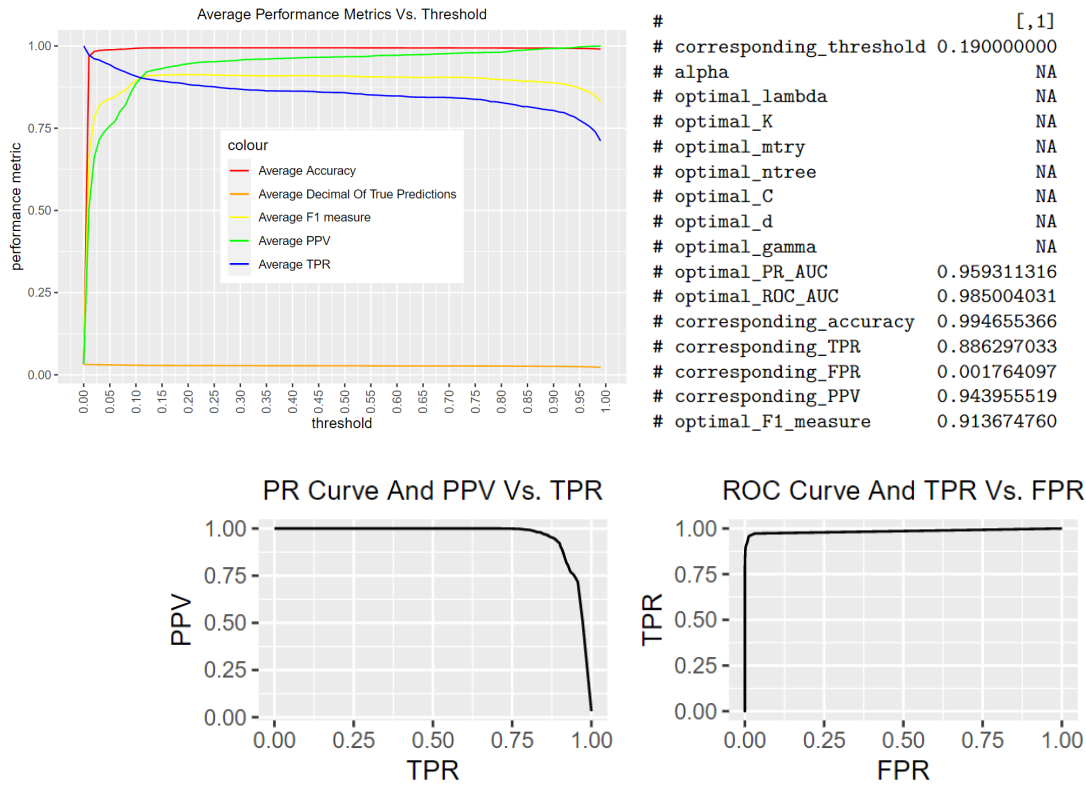 Average Performance Metrics Vs. Threshold
performance metric
1.00
0.75
0.50
0.25
0.00
colour
Average Accuracy
Average Decimal Of True Predictions
Average F1 measure
Average PPV
Average TPR
0.00 0.05 0.10 0.15 0.20 0.25 0.30 0.35 0.40 0.45 0.50 0.55 0.60 0.65 0.70 0.75 0.80 0.85 0.90 0.95 1.00
threshold
# [,1]
# corresponding_threshold 0.190000000
# alpha NA
# optimal_lambda NA
# optimal_K NA
# optimal_mtry NA
# optimal_ntree NA
# optimal_C NA
# optimal_d NA
# optimal_gamma NA
# optimal_PR_AUC 0.959311316
# optimal_ROC_AUC 0.985004031
# corresponding_accuracy 0.994655366
# corresponding_TPR 0.886297033
# corresponding_FPR 0.001764097
# corresponding_PPV 0.943955519
# optimal_F1_measure 0.913674760
PR Curve And PPV Vs. TPR
PPV
1.00
0.75
0.50
0.25
0.00
0.00 0.25 0.50 0.75 1.00
TPR
ROC Curve And TPR Vs. FPR
TPR
1.00
0.75
0.50
0.25
0.00
0.00 0.25 0.50 0.75 1.00
FPR